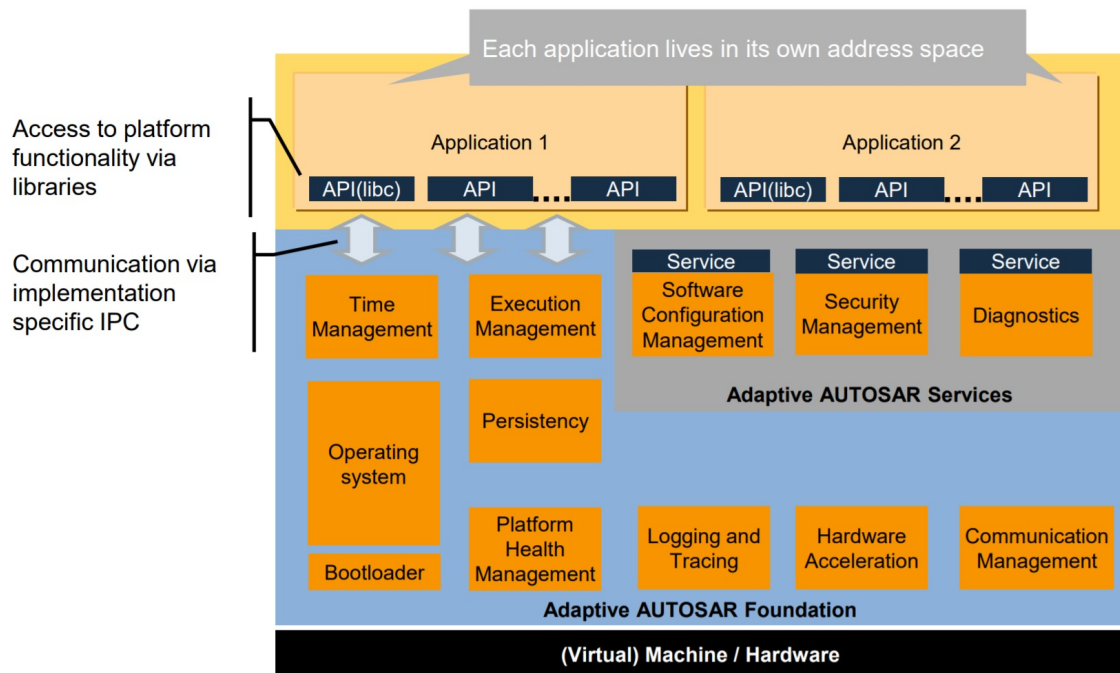 Each application lives in its own address space
Access to platform
functionality via
libraries
Application 1
Application 2
API(libc)
API
....
API
API(libc)
API
....
API
Communication via
implementation
specific IPC
Time
Management
Execution
Management
Service
Software
Configuration
Management
Service
Security
Management
Service
Diagnostics
Adaptive AUTOSAR Services
Operating
system
Persistency
Bootloader
Platform
Health
Management
Logging and
Tracing
Hardware
Acceleration
Communication
Management
Adaptive AUTOSAR Foundation
(Virtual) Machine / Hardware